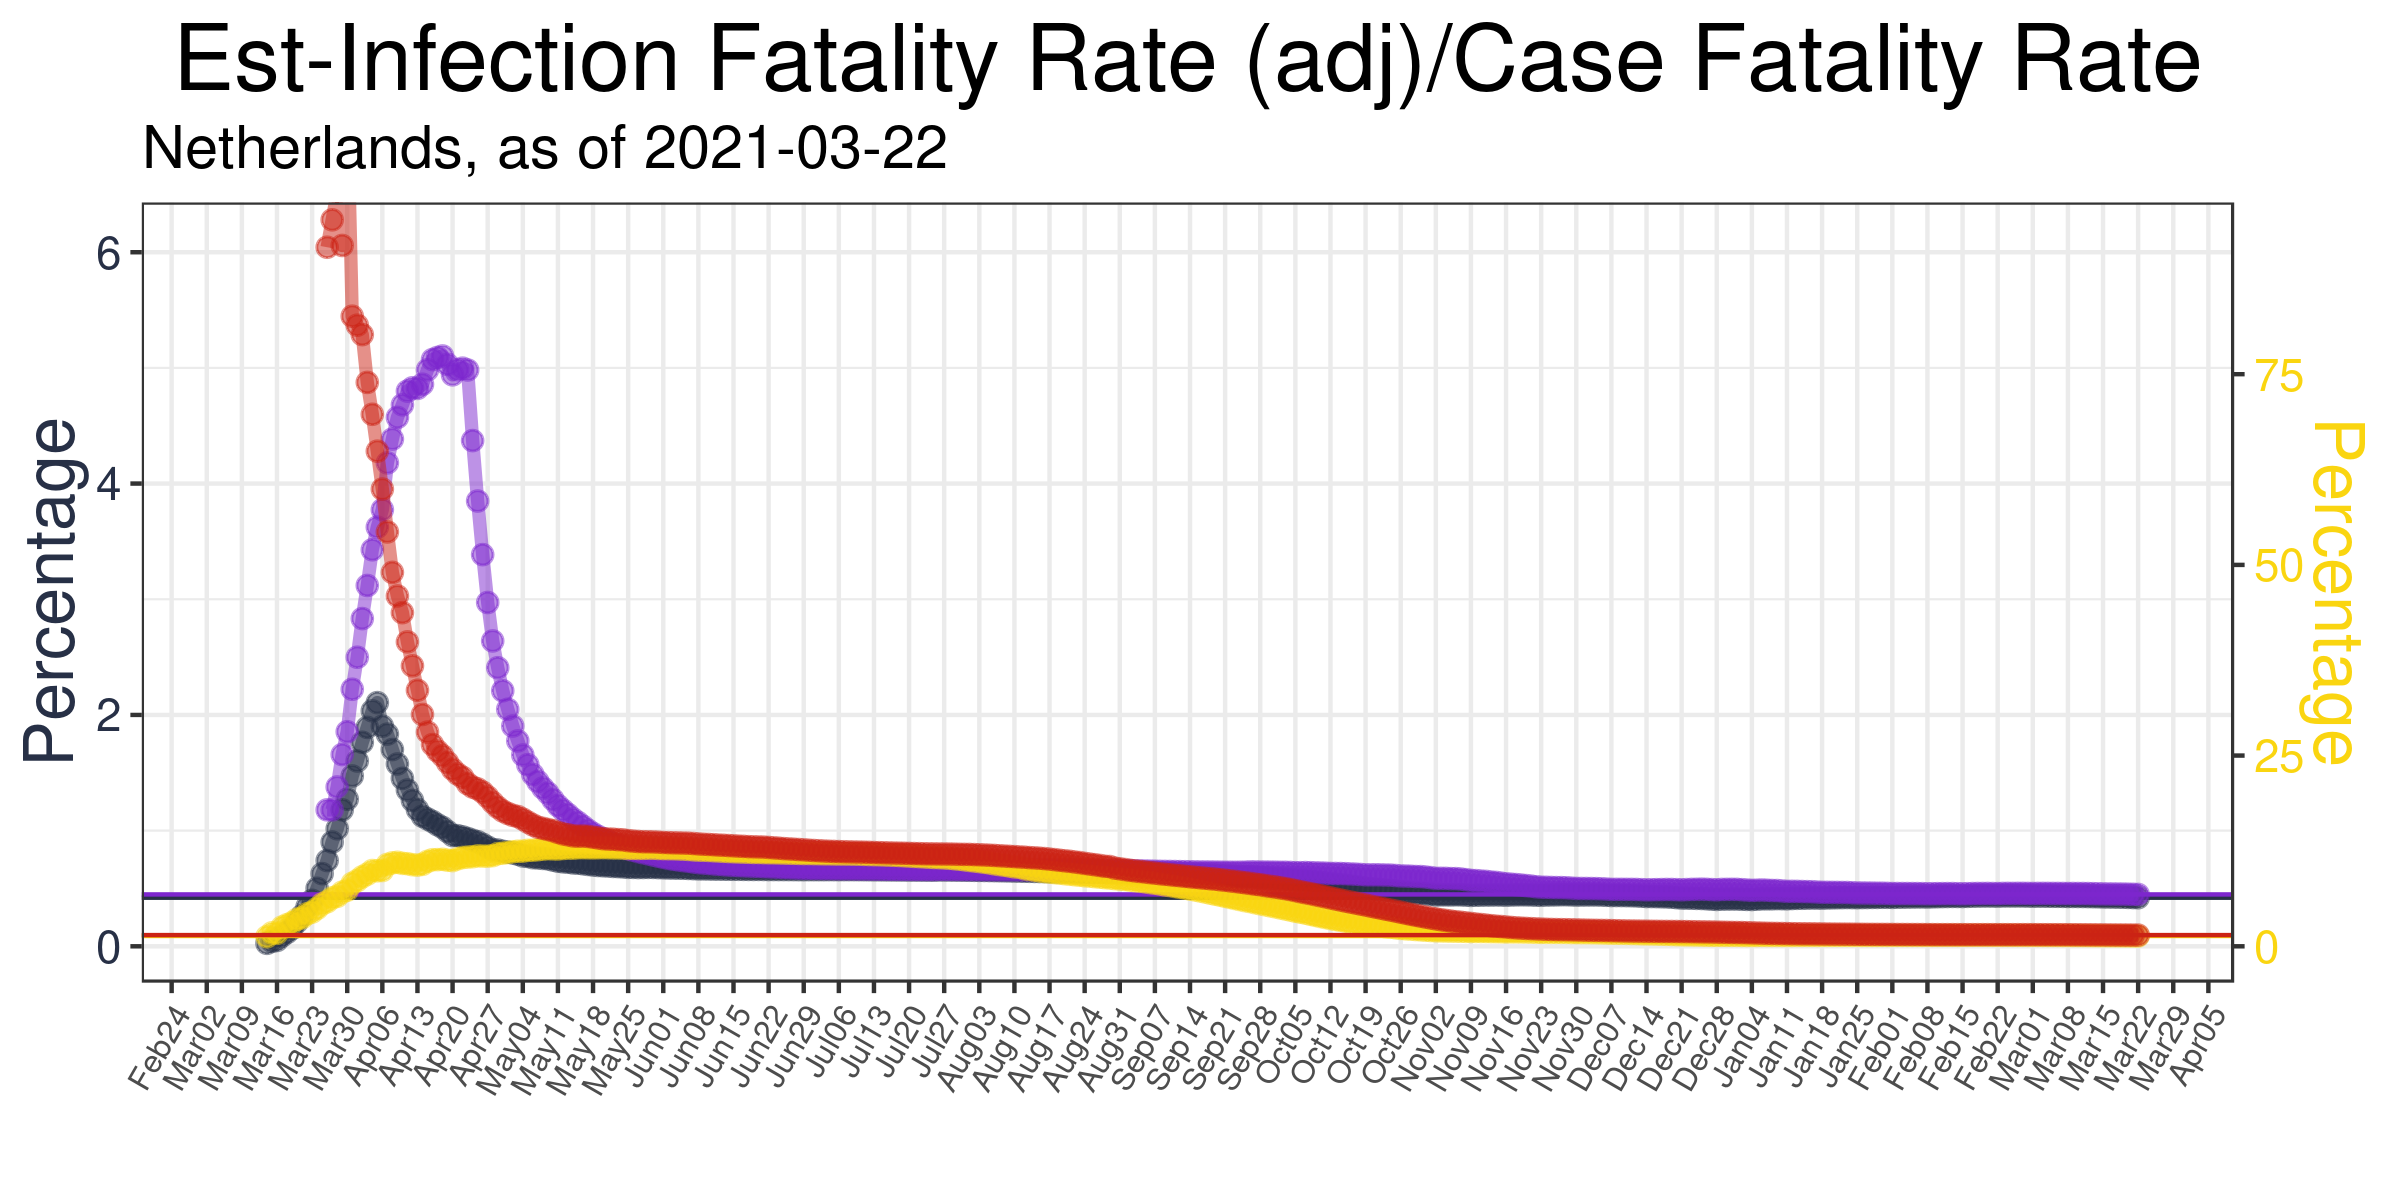 Est-Infection Fatality Rate (adj)/Case Fatality Rate
Netherlands, as of 2021-03-22
Percentage
6
4
2
0
75
50
25
0
Percentage
Feb24
Mar02
Mar09
Mar16
Mar23
Mar30
Apr06
Apr13
Apr20
Apr27
May04
May11
May18
May25
Jun01
Jun08
Jun15
Jun22
Jun29
Jul06
Jul13
Jul20
Jul27
Aug03
Aug10
Aug17
Aug24
Aug31
Sep07
Sep14
Sep21
Sep28
Oct05
Oct12
Oct19
Oct26
Nov02
Nov09
Nov16
Nov23
Nov30
Dec07
Dec14
Dec21
Dec28
Jan04
Jan11
Jan18
Jan25
Feb01
Feb08
Feb15
Feb22
Mar01
Mar08
Mar15
Mar22
Mar29
Apr05